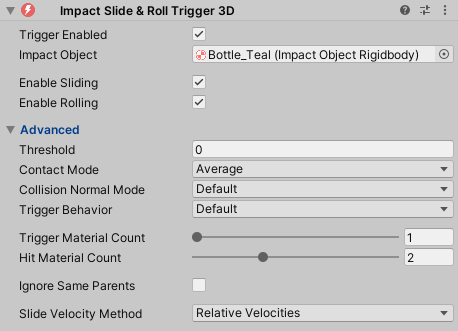 Impact Slide & Roll Trigger 3D
Trigger Enabled
Impact Object Bottle_Teal (Impact Object Rigidbody)
Enable Sliding
Enable Rolling
Advanced
Threshold 0
Contact Mode Average
Collision Normal Mode Default
Trigger Behavior Default
Trigger Material Count 1
Hit Material Count 2
Ignore Same Parents
Slide Velocity Method Relative Velocities